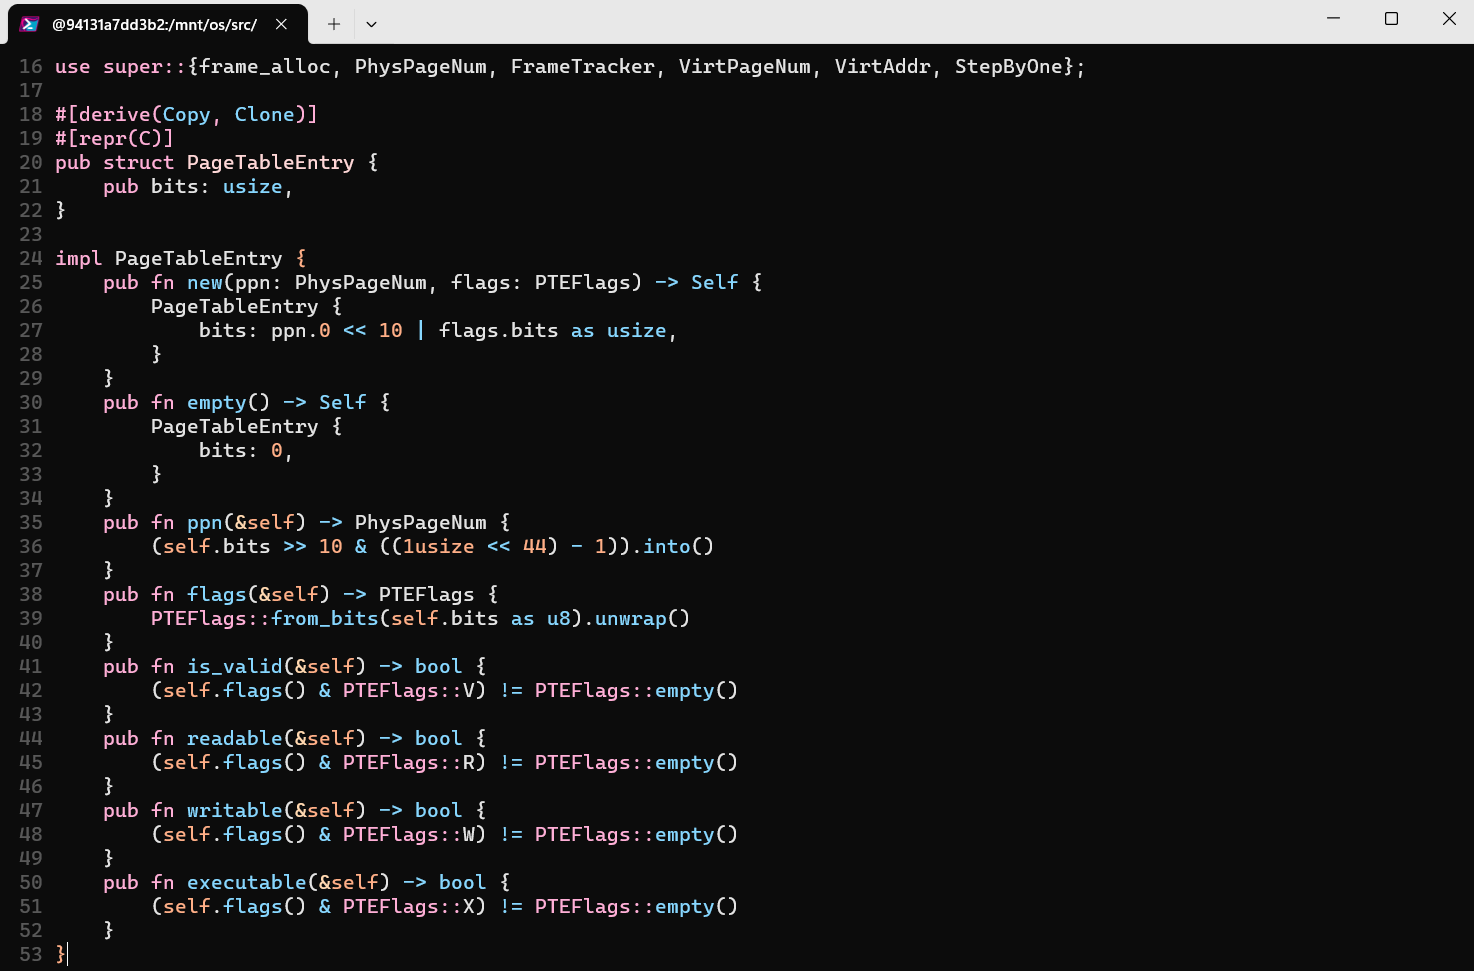 @94131a7dd3b2:/mnt/os/src/
16 use super::{frame_alloc, PhysPageNum, FrameTracker, VirtPageNum, VirtAddr, StepByOne};
17
18 #[derive(Copy, Clone)]
19 #[repr(C)]
20 pub struct PageTableEntry {
21     pub bits: usize,
22 }
23
24 impl PageTableEntry {
25     pub fn new(ppn: PhysPageNum, flags: PTEFlags) -> Self {
26         PageTableEntry {
27             bits: ppn.0 << 10 | flags.bits as usize,
28         }
29     }
30     pub fn empty() -> Self {
31         PageTableEntry {
32             bits: 0,
33         }
34     }
35     pub fn ppn(&self) -> PhysPageNum {
36         (self.bits >> 10 & ((1usize << 44) - 1)).into()
37     }
38     pub fn flags(&self) -> PTEFlags {
39         PTEFlags::from_bits(self.bits as u8).unwrap()
40     }
41     pub fn is_valid(&self) -> bool {
42         (self.flags() & PTEFlags::V) != PTEFlags::empty()
43     }
44     pub fn readable(&self) -> bool {
45         (self.flags() & PTEFlags::R) != PTEFlags::empty()
46     }
47     pub fn writable(&self) -> bool {
48         (self.flags() & PTEFlags::W) != PTEFlags::empty()
49     }
50     pub fn executable(&self) -> bool {
51         (self.flags() & PTEFlags::X) != PTEFlags::empty()
52     }
53 }